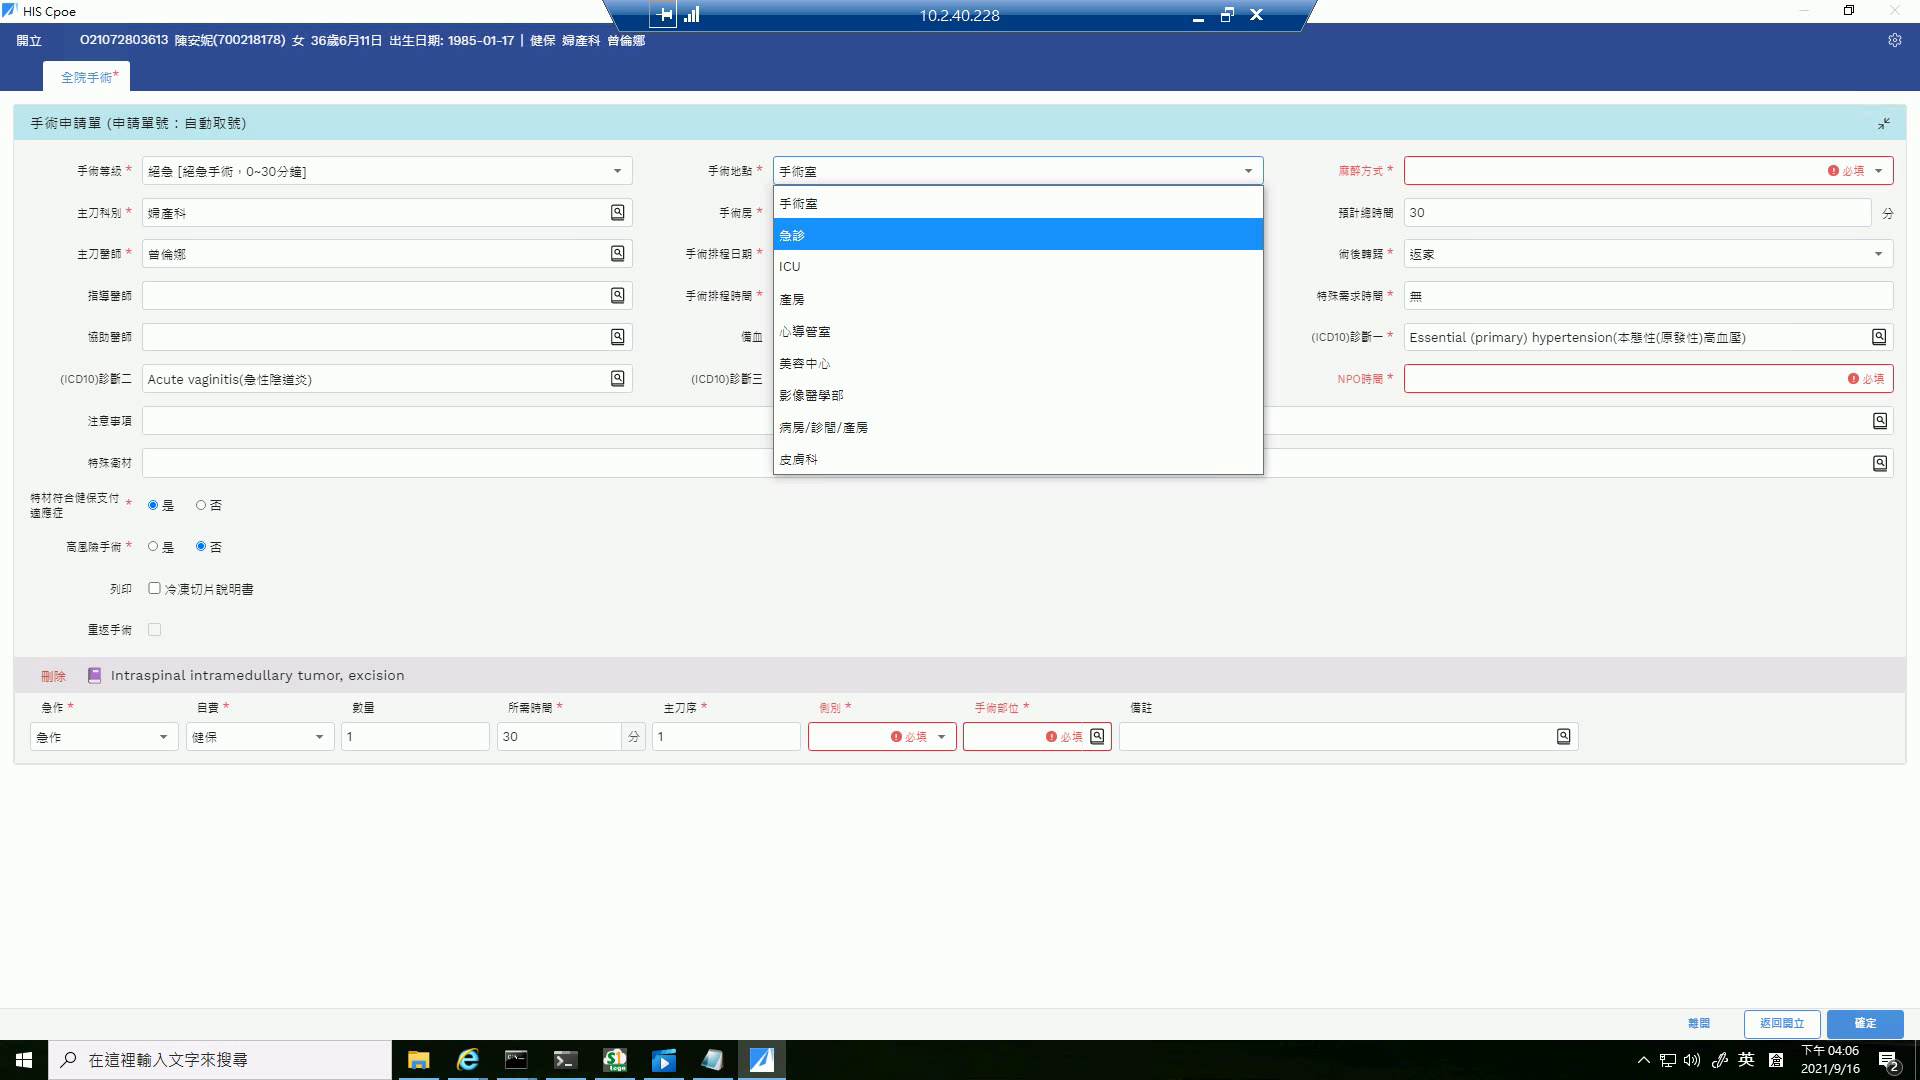 HIS Cpoe
10.2.40.228
開立 O21072803613 陳安妮(700218178) 女 36歲6月11日 出生日期: 1985-01-17 | 健保 婦產科 曾倫娜
全院手術*
手術申請單 (申請單號：自動取號)
手術等級 * 絕急 [絕急手術，0~30分鐘] 手術地點 * 手術室 麻醉方式 * 必填
手術室
急診
ICU
產房
心導管室
美容中心
影像醫學部
病房/診間/產房
皮膚科
主刀科別 * 婦產科 手術房 * 預計總時間 30 分
主刀醫師 * 曾倫娜 手術排程日期 * 術後轉歸 * 返家
指導醫師 手術排程時間 * 特殊需求時間 * 無
協助醫師 備血 (ICD10)診斷一 * Essential (primary) hypertension(本態性(原發性)高血壓)
(ICD10)診斷二 Acute vaginitis(急性陰道炎) (ICD10)診斷三 NPO時間 * 必填
注意事項
特殊衛材
特材符合健保支付
適應症 * 是 否
高風險手術 * 是 否
列印 冷凍切片說明書
重返手術
刪除 Intraspinal intramedullary tumor, excision
急作 * 自費 * 數量 所需時間 * 主刀序 * 側別 * 手術部位 * 備註
急作 健保 1 30 分 1 必填 必填
離開 返回開立 確定
在這裡輸入文字來搜尋
英
下午 04:06
2021/9/16
2